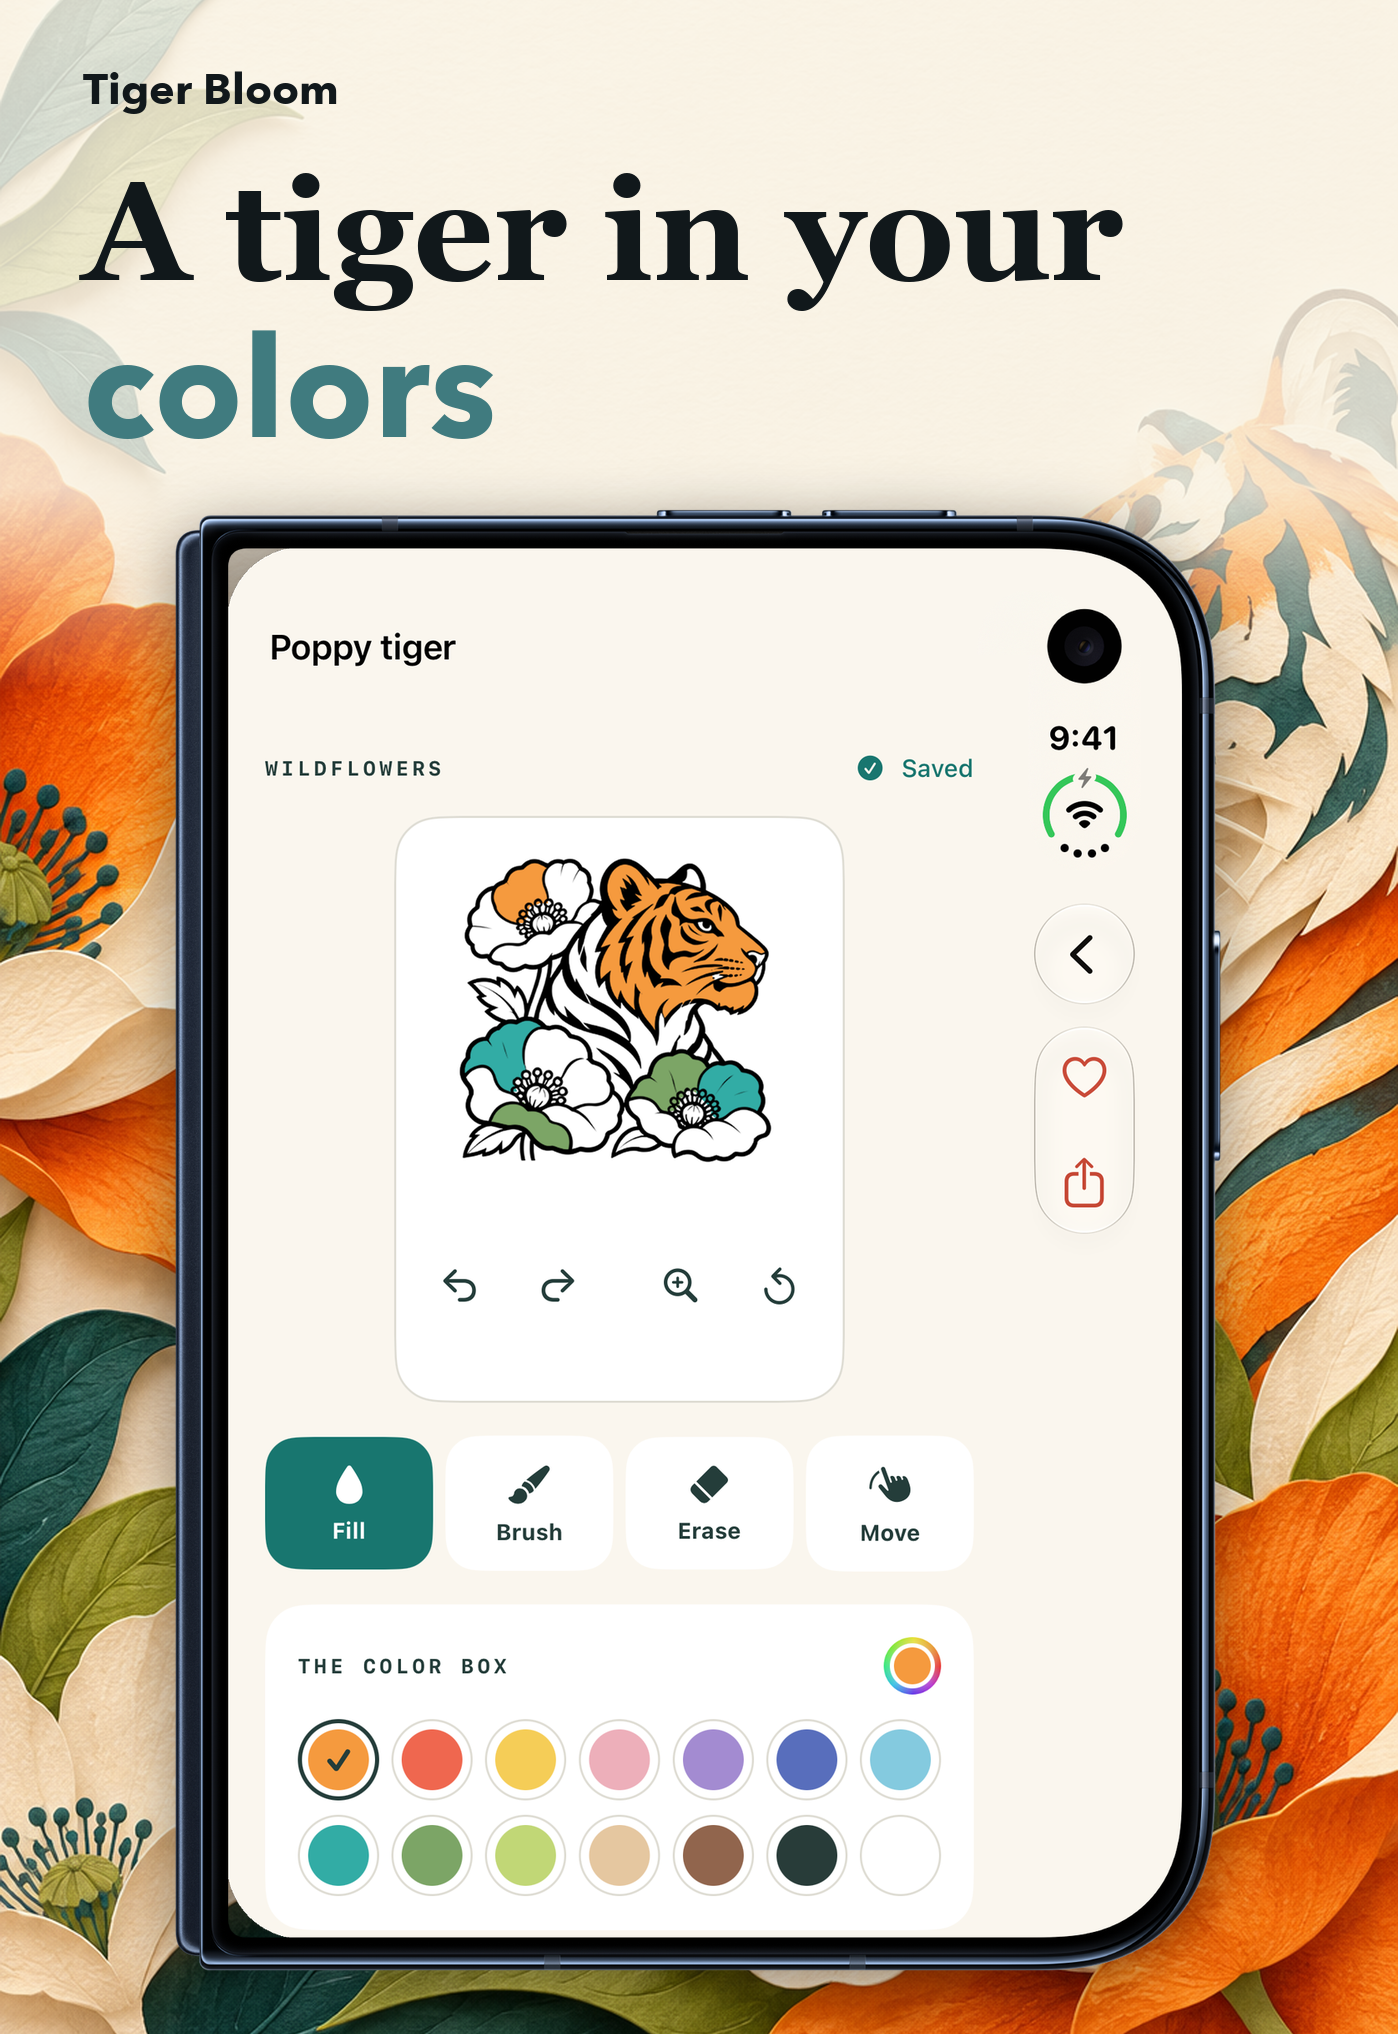 Tiger Bloom
A tiger in your
colors
Poppy tiger
9:41
WILDFLOWERS
Saved
Fill
Brush
Erase
Move
THE COLOR BOX